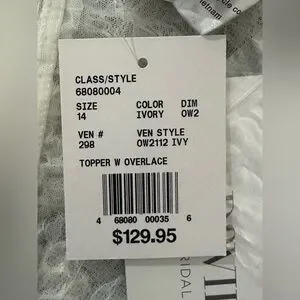 CLASS/STYLE
68080004
SIZE COLOR DIM
14 IVORY OW2
VEN # VEN STYLE
298 OW2112 IVY
TOPPER W OVERLACE
4 68080 00035 6
$129.95